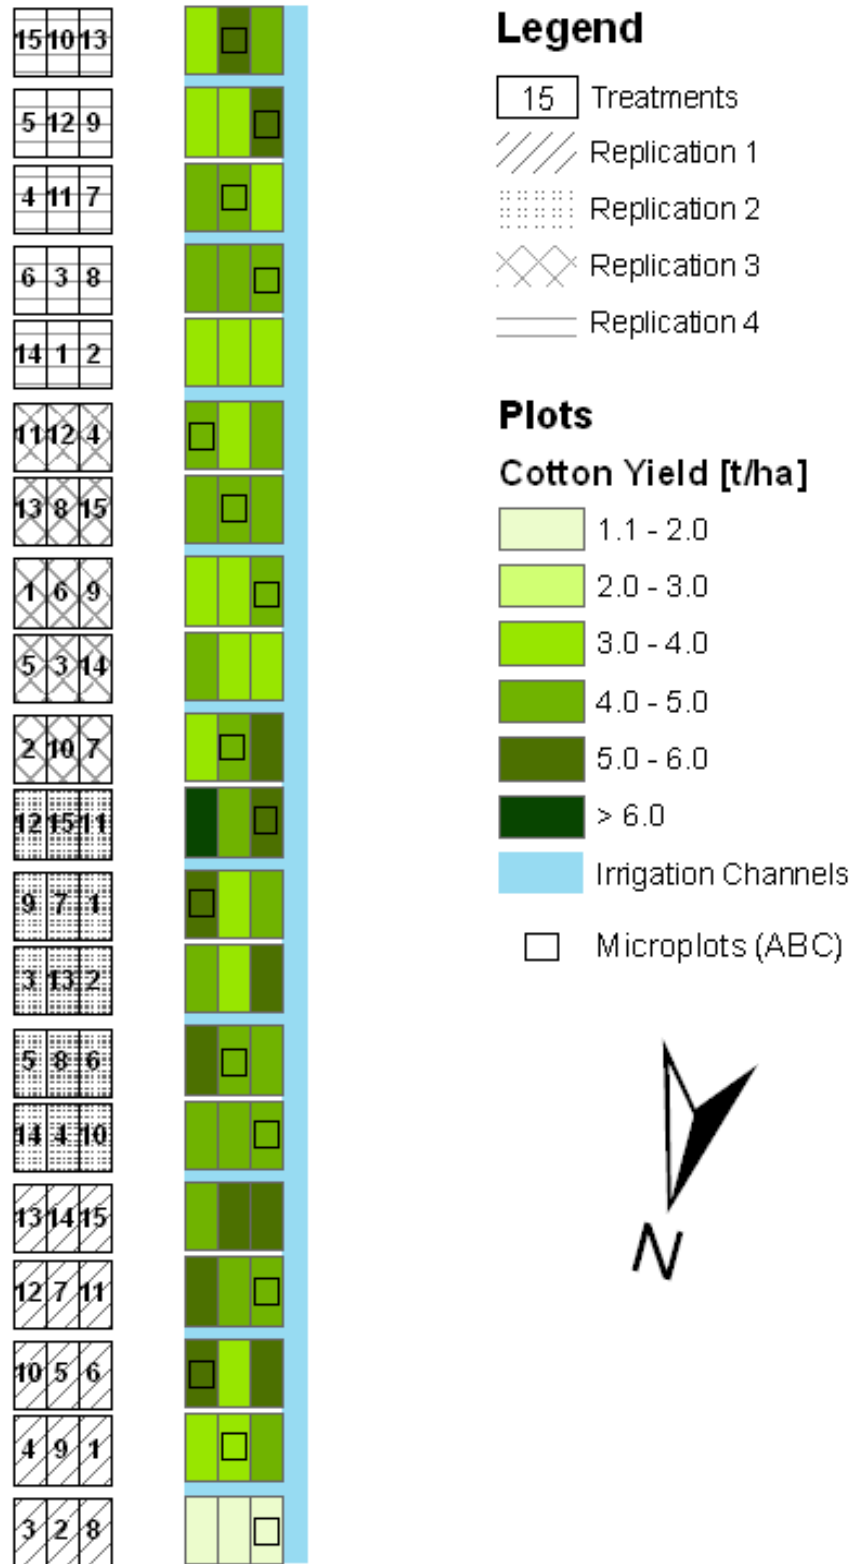 15 10 13
5 12 9
4 11 7
6 3 8
14 1 2
11 12 4
13 8 15
1 6 9
5 3 14
2 10 7
12 15 11
9 7 1
3 13 2
5 8 6
14 4 10
13 14 15
12 7 11
10 5 6
4 9 1
3 2 8
Legend
15 Treatments
Replication 1
Replication 2
Replication 3
Replication 4
Plots
Cotton Yield [t/ha]
1.1 - 2.0
2.0 - 3.0
3.0 - 4.0
4.0 - 5.0
5.0 - 6.0
> 6.0
Irrigation Channels
Microplots (ABC)
N